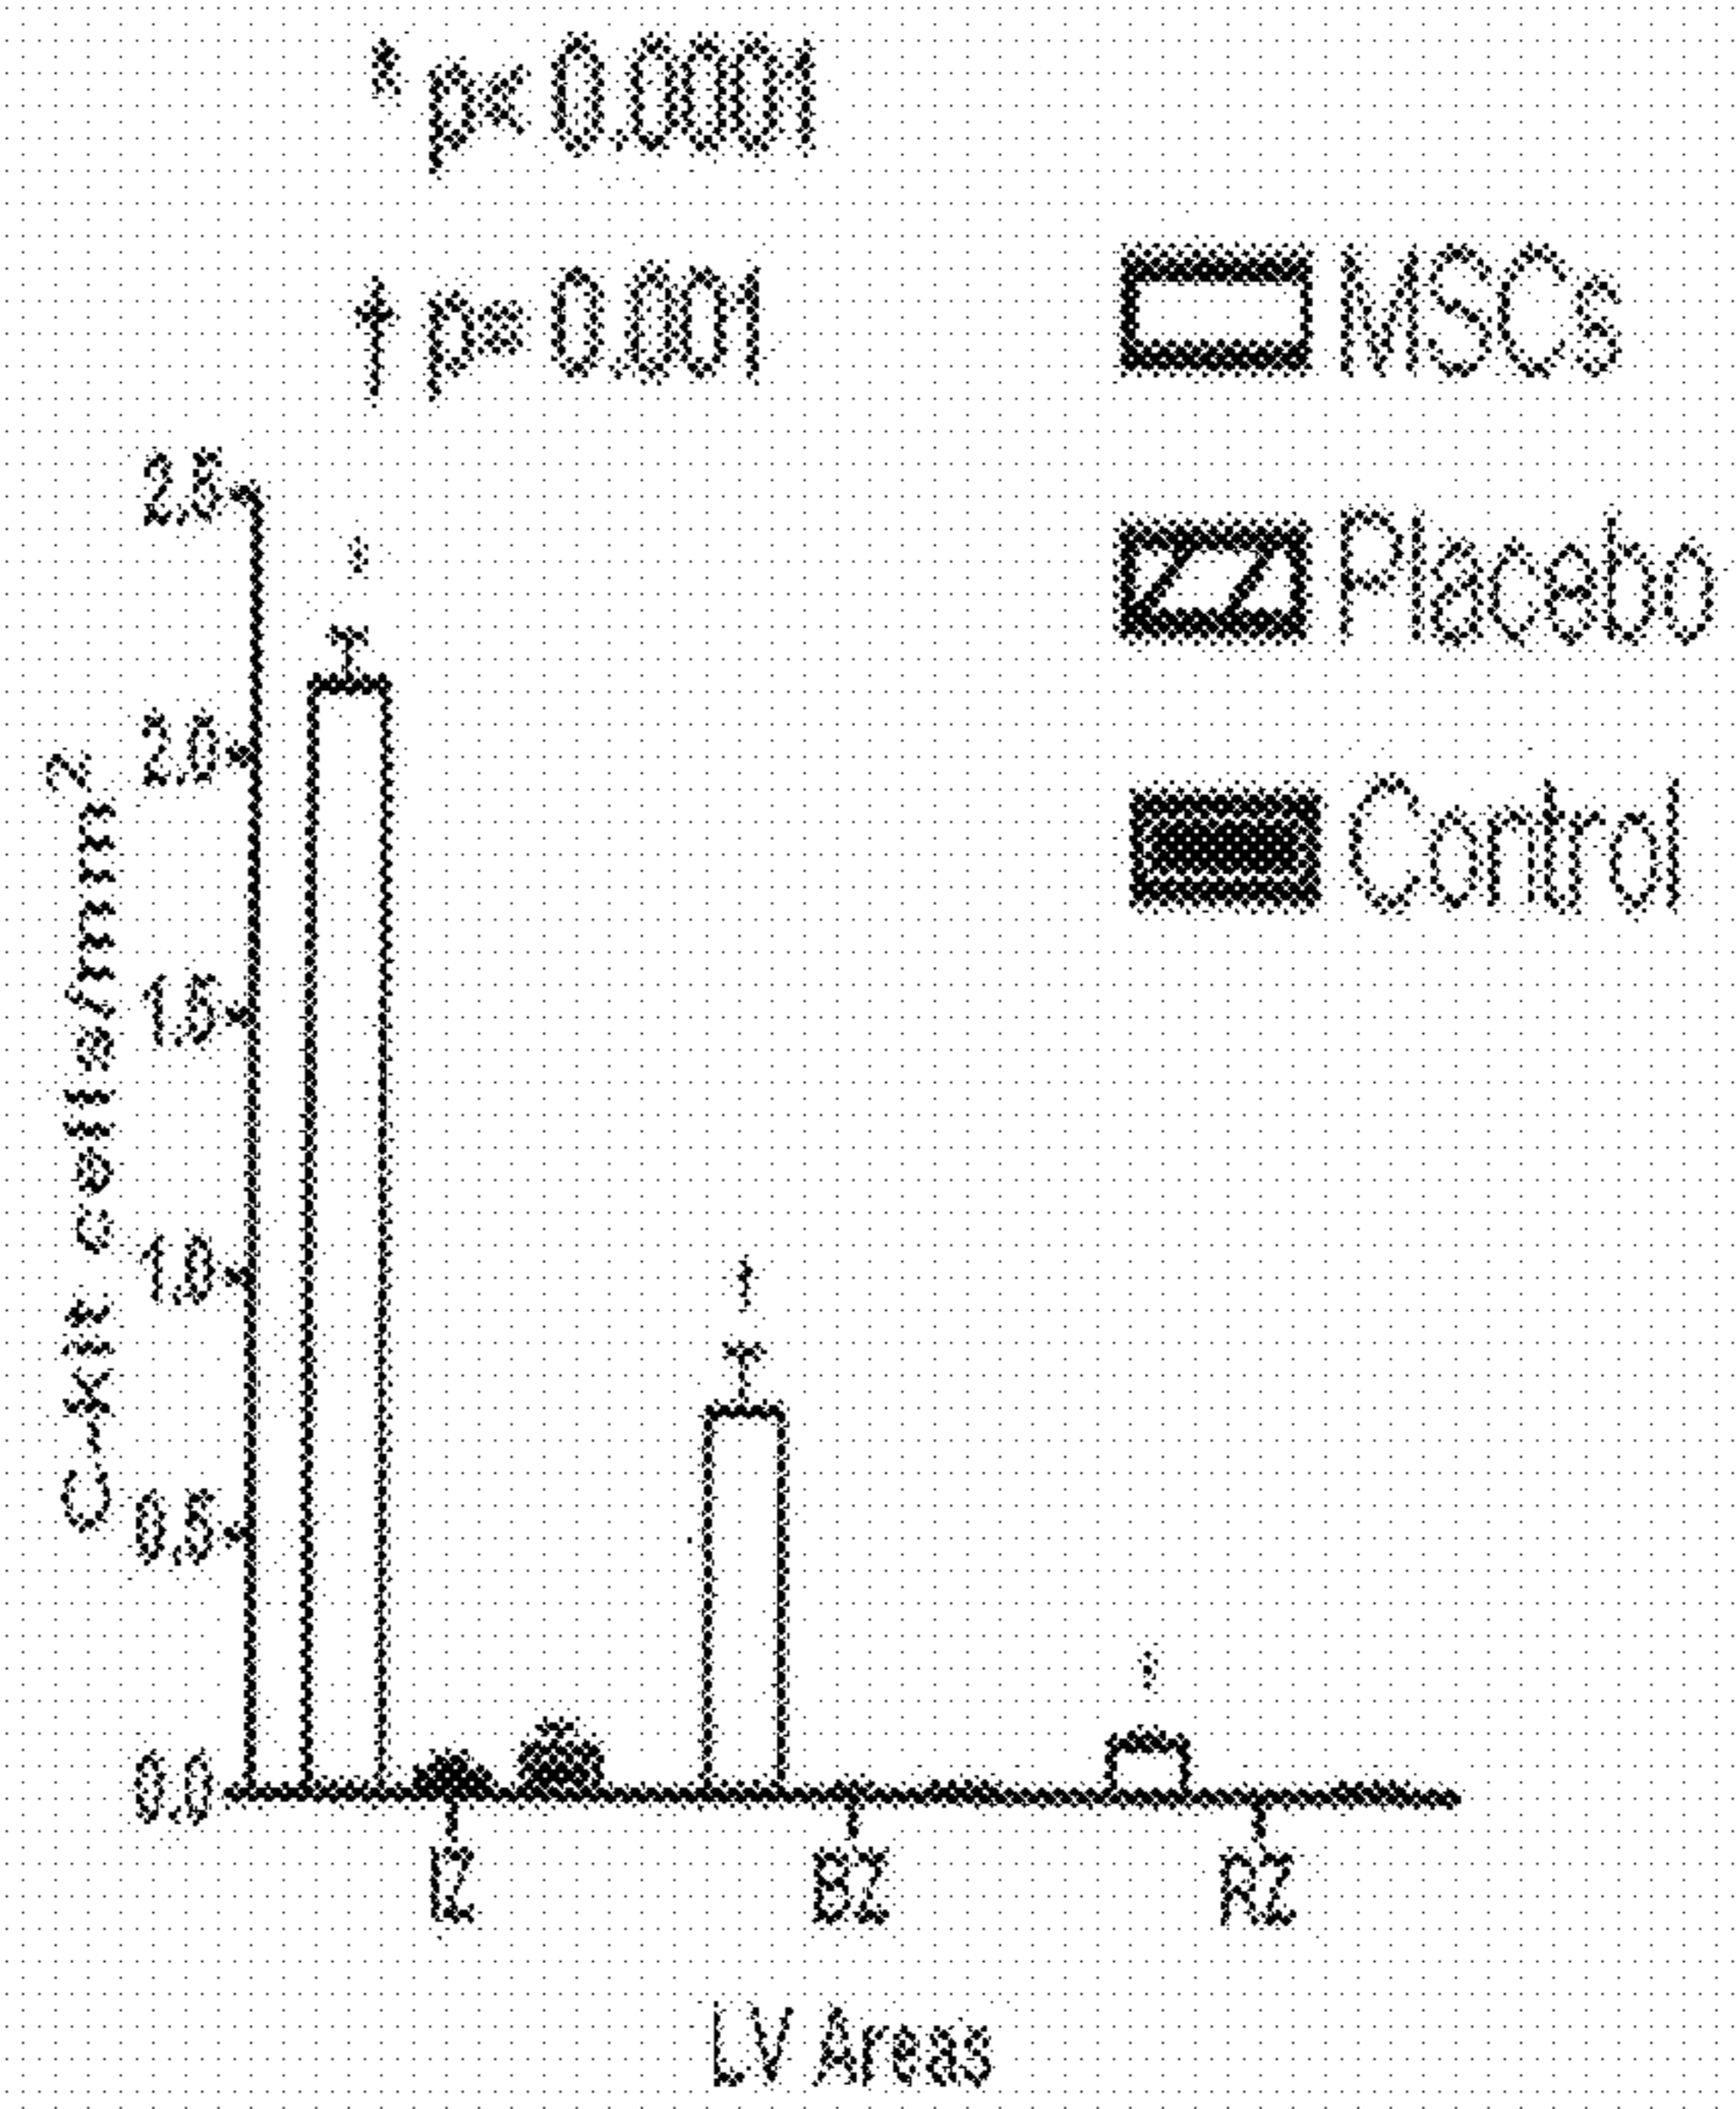 * p< 0.0001
† p= 0.001
MSCs
Placebo
Control
C-kit cells/mm²
2.5
2.0
1.5
1.0
0.5
0.0
*
†
*
IZ
BZ
RZ
LV Areas